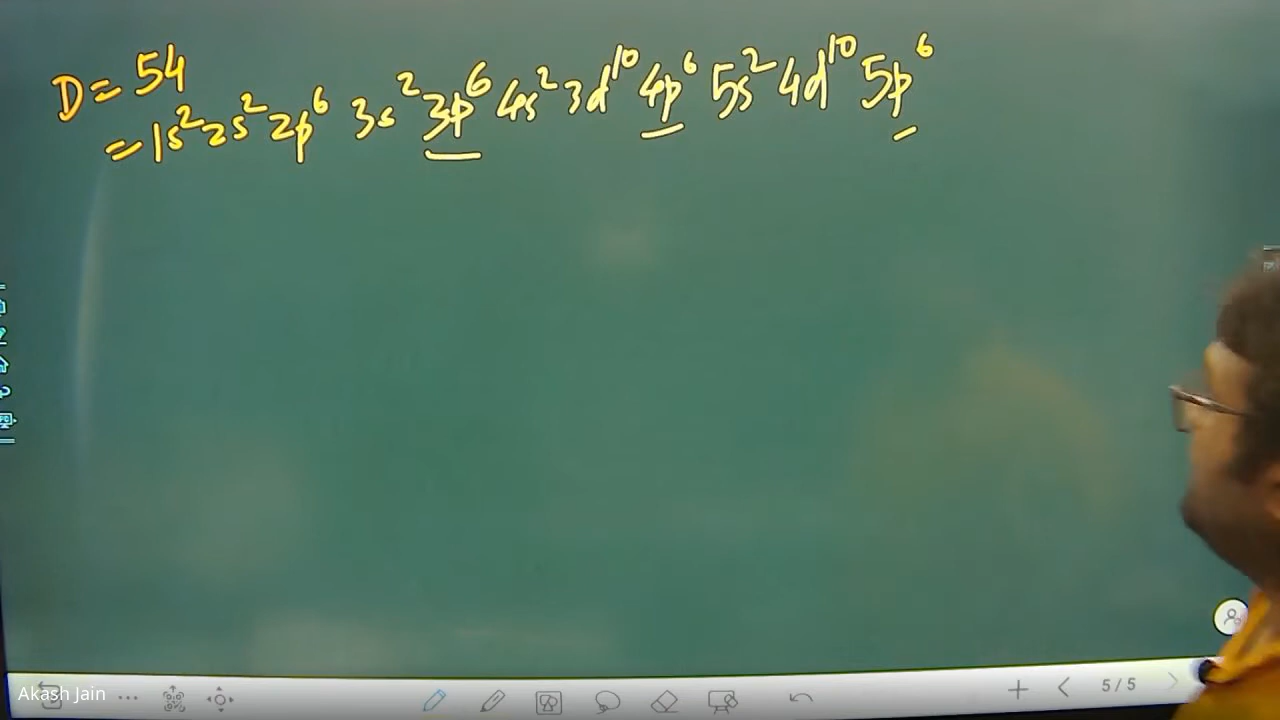 D = 54
= 1s² 2s² 2p⁶ 3s² 3p⁶ 4s² 3d¹⁰ 4p⁶ 5s² 4d¹⁰ 5p⁶
Akash Jain
5/5